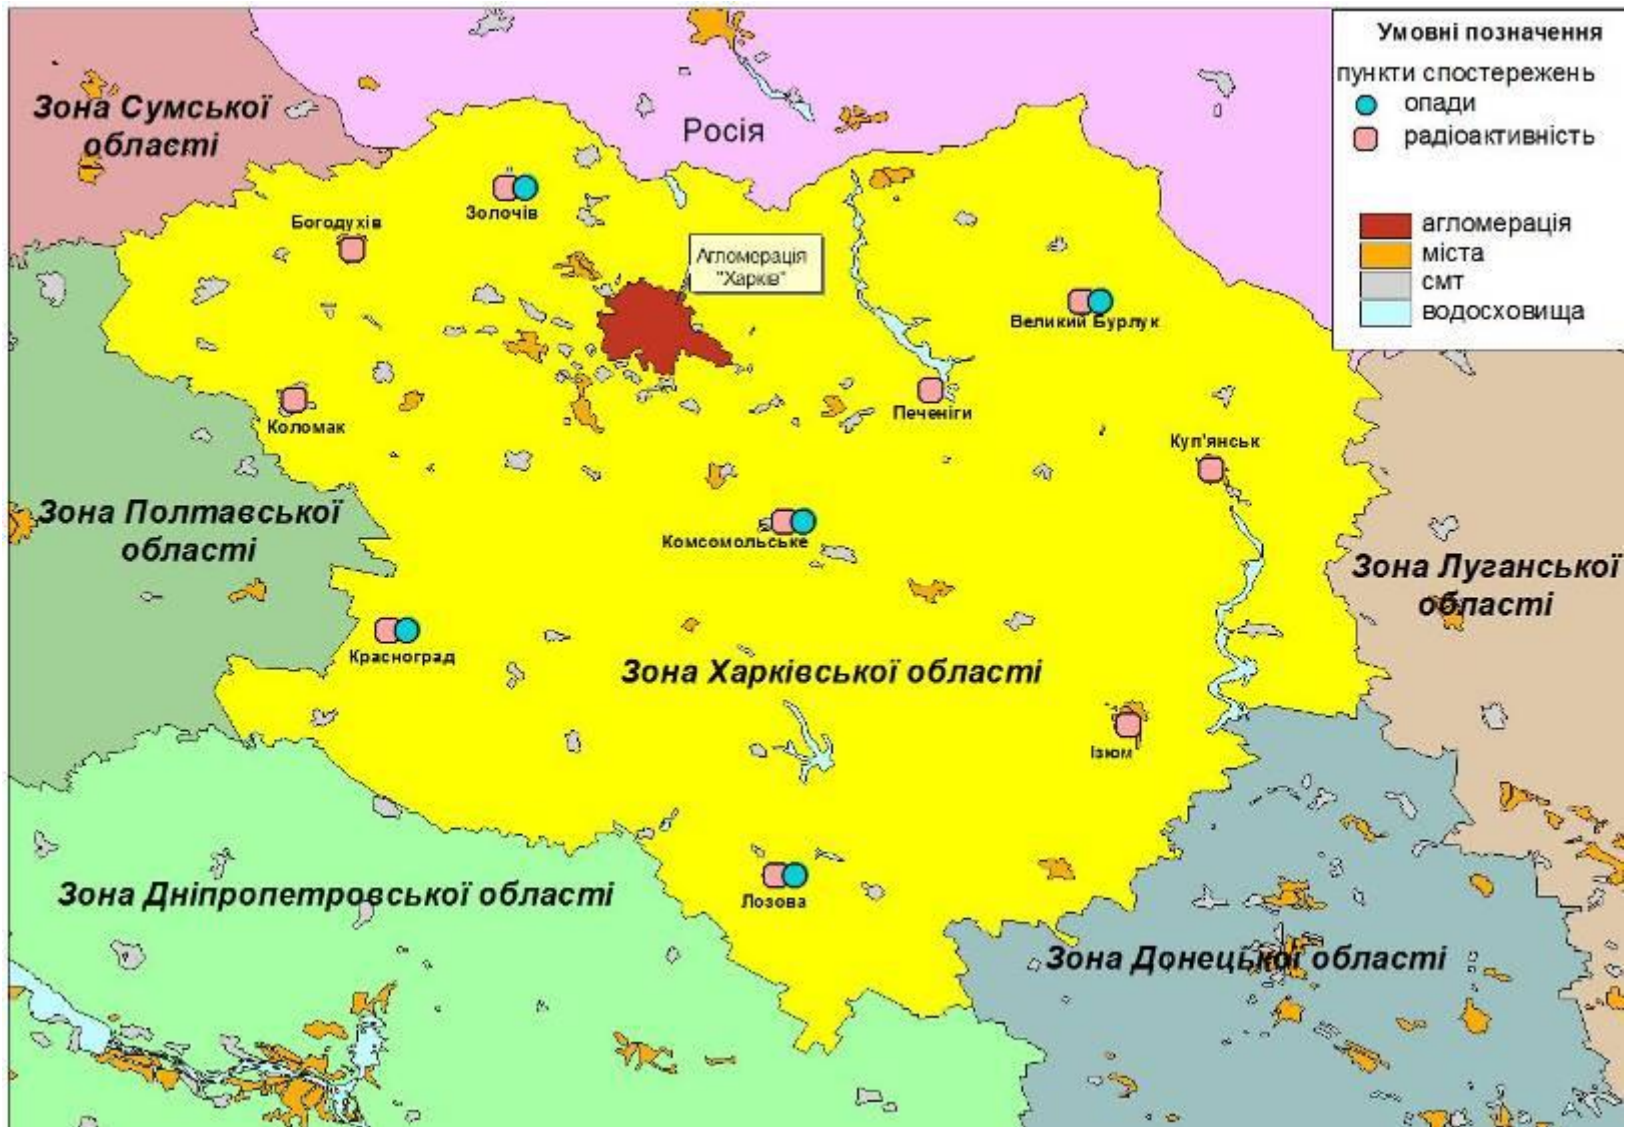 Умовні позначення
пункти спостережень
опади
радіоактивність
агломерація
міста
смт
водосховища
Зона Сумської
області
Росія
Золочів
Богодухів
Агломерація
"Харків"
Великий Бурлук
Печеніги
Коломак
Куп'янськ
Зона Полтавської
області
Комсомольське
Зона Луганської
області
Красноград
Зона Харківської області
Ізюм
Зона Дніпропетровської області
Лозова
Зона Донецької області